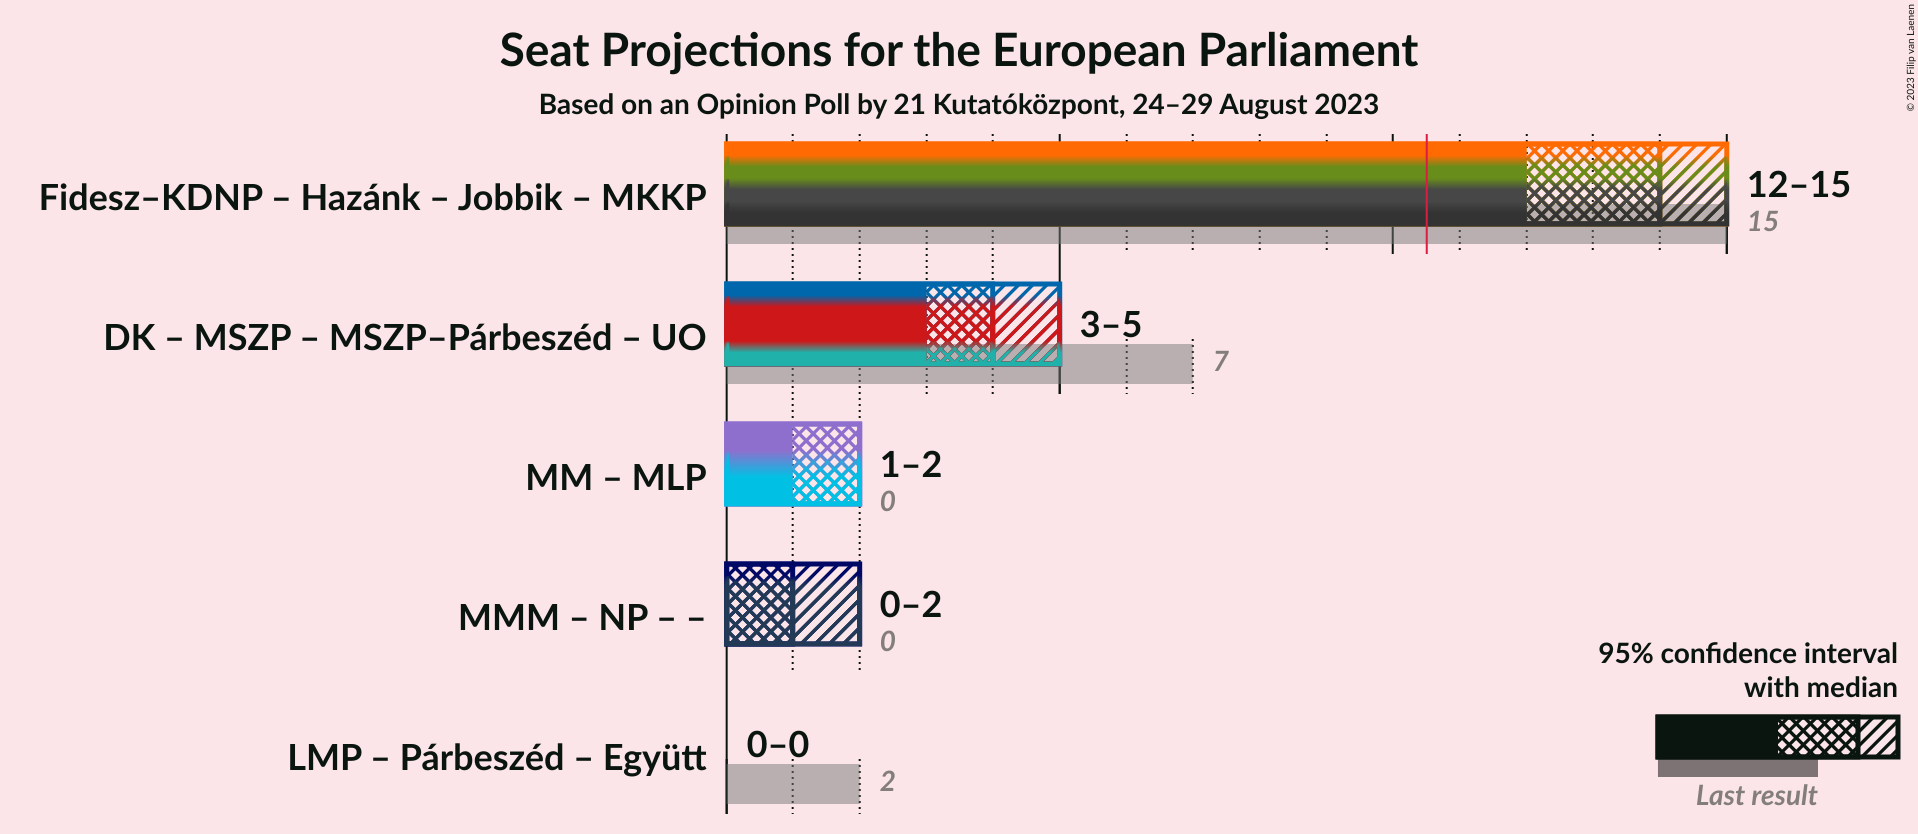 Seat Projections for the European Parliament
Based on an Opinion Poll by 21 Kutatóközpont, 24–29 August 2023
© 2023 Filip van Laenen
Fidesz–KDNP – Hazánk – Jobbik – MKKP
12–15
15
DK – MSZP – MSZP–Párbeszéd – UO
3–5
7
MM – MLP
1–2
0
MMM – NP – –
0–2
0
LMP – Párbeszéd – Együtt
0–0
2
95% confidence interval
with median
Last result